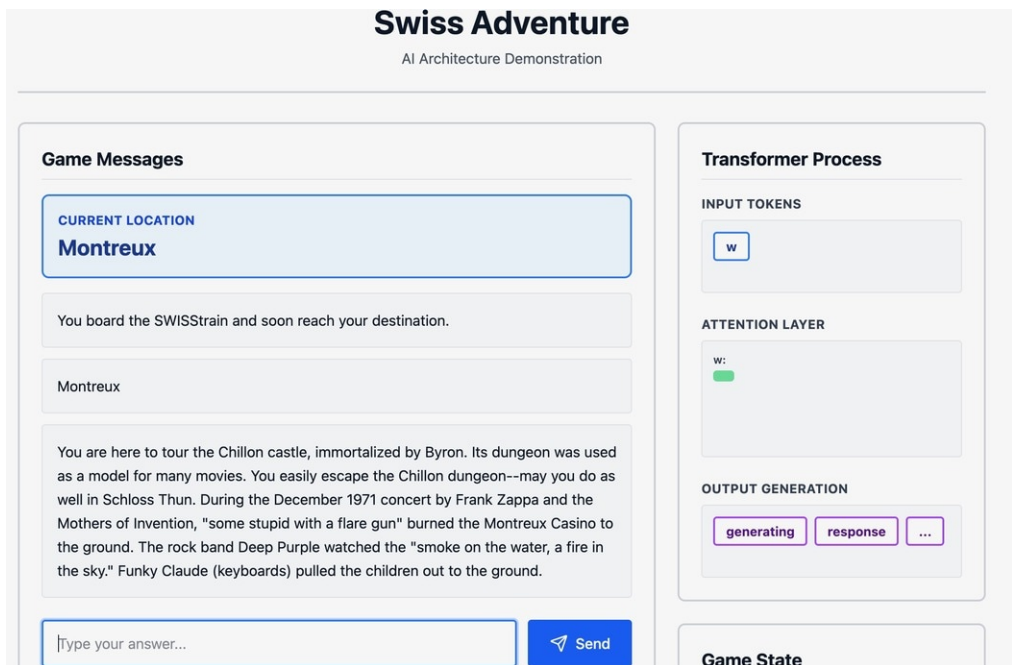 Swiss Adventure
AI Architecture Demonstration
Game Messages
CURRENT LOCATION
Montreux
You board the SWISStrain and soon reach your destination.
Montreux
You are here to tour the Chillon castle, immortalized by Byron. Its dungeon was used
as a model for many movies. You easily escape the Chillon dungeon--may you do as
well in Schloss Thun. During the December 1971 concert by Frank Zappa and the
Mothers of Invention, "some stupid with a flare gun" burned the Montreux Casino to
the ground. The rock band Deep Purple watched the "smoke on the water, a fire in
the sky." Funky Claude (keyboards) pulled the children out to the ground.
Type your answer...
Send
Transformer Process
INPUT TOKENS
w
ATTENTION LAYER
w:
OUTPUT GENERATION
generating response ...
Game State